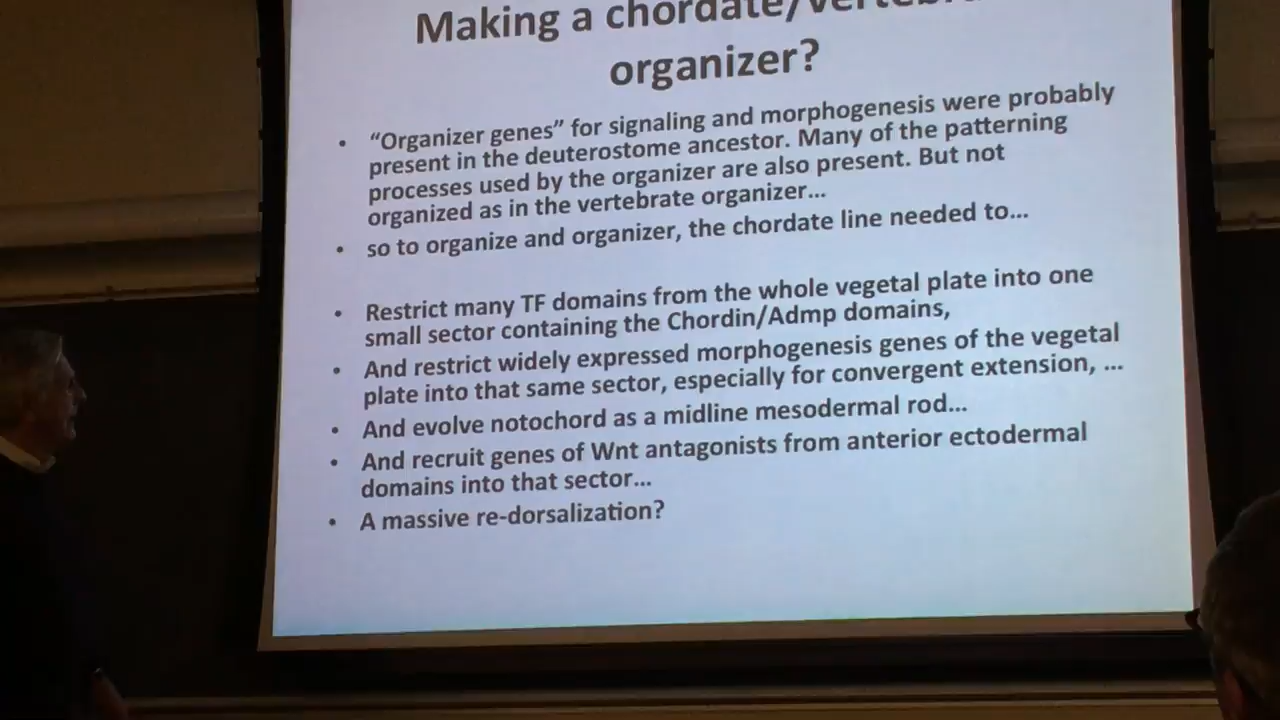 Making a chordate/
organizer?
• “Organizer genes” for signaling and morphogenesis were probably
present in the deuterostome ancestor. Many of the patterning
processes used by the organizer are also present. But not
organized as in the vertebrate organizer...
• so to organize and organizer, the chordate line needed to...
• Restrict many TF domains from the whole vegetal plate into one
small sector containing the Chordin/Admp domains,
• And restrict widely expressed morphogenesis genes of the vegetal
plate into that same sector, especially for convergent extension, ...
• And evolve notochord as a midline mesodermal rod...
• And recruit genes of Wnt antagonists from anterior ectodermal
domains into that sector...
• A massive re-dorsalization?